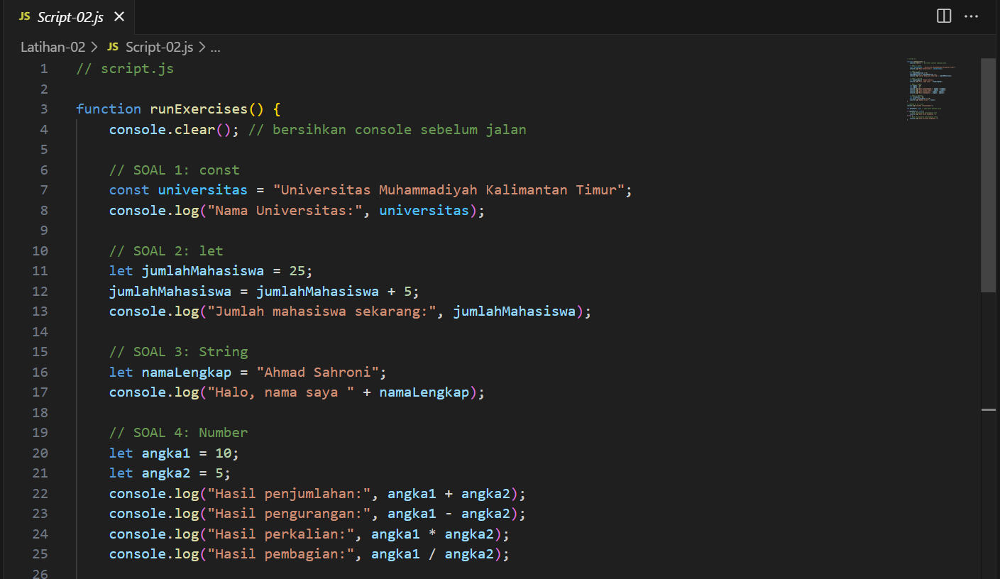 JS Script-02.js ×
Latihan-02 > JS Script-02.js > ...
1 // script.js
2
3 function runExercises() {
4     console.clear(); // bersihkan console sebelum jalan
5
6     // SOAL 1: const
7     const universitas = "Universitas Muhammadiyah Kalimantan Timur";
8     console.log("Nama Universitas:", universitas);
9
10     // SOAL 2: let
11     let jumlahMahasiswa = 25;
12     jumlahMahasiswa = jumlahMahasiswa + 5;
13     console.log("Jumlah mahasiswa sekarang:", jumlahMahasiswa);
14
15     // SOAL 3: String
16     let namaLengkap = "Ahmad Sahroni";
17     console.log("Halo, nama saya " + namaLengkap);
18
19     // SOAL 4: Number
20     let angka1 = 10;
21     let angka2 = 5;
22     console.log("Hasil penjumlahan:", angka1 + angka2);
23     console.log("Hasil pengurangan:", angka1 - angka2);
24     console.log("Hasil perkalian:", angka1 * angka2);
25     console.log("Hasil pembagian:", angka1 / angka2);
26